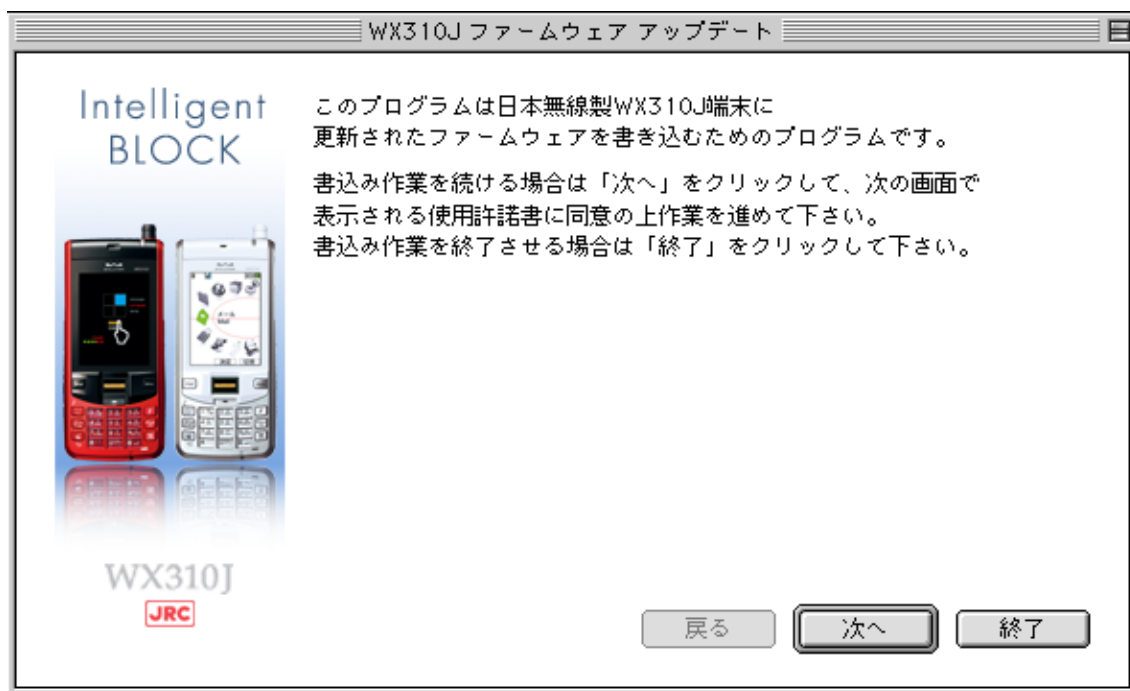 WX310J ファームウェア アップデート
Intelligent
BLOCK
このプログラムは日本無線製WX310J端末に
更新されたファームウェアを書き込むためのプログラムです。
書込み作業を続ける場合は「次へ」をクリックして、次の画面で
表示される使用許諾書に同意の上作業を進めて下さい。
書込み作業を終了させる場合は「終了」をクリックして下さい。
WX310J
JRC
戻る
次へ
終了